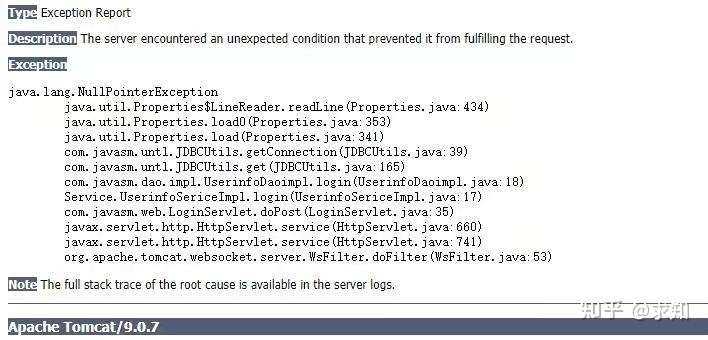 Type Exception Report
Description The server encountered an unexpected condition that prevented it from fulfilling the request.
Exception
java.lang.NullPointerException
java.util.Properties$LineReader.readLine(Properties.java:434)
java.util.Properties.load0(Properties.java:353)
java.util.Properties.load(Properties.java:341)
com.javasm.untl.JDBCUtils.getConnection(JDBCUtils.java:39)
com.javasm.untl.JDBCUtils.get(JDBCUtils.java:165)
com.javasm.dao.impl.UserinfoDaoimpl.login(UserinfoDaoimpl.java:18)
Service.UserinfoSericeImpl.login(UserinfoSericeImpl.java:17)
com.javasm.web.LoginServlet.doPost(LoginServlet.java:35)
javax.servlet.http.HttpServlet.service(HttpServlet.java:660)
javax.servlet.http.HttpServlet.service(HttpServlet.java:741)
org.apache.tomcat.websocket.server.WsFilter.doFilter(WsFilter.java:53)
Note The full stack trace of the root cause is available in the server logs.
知乎 @求知
Apache Tomcat/9.0.7